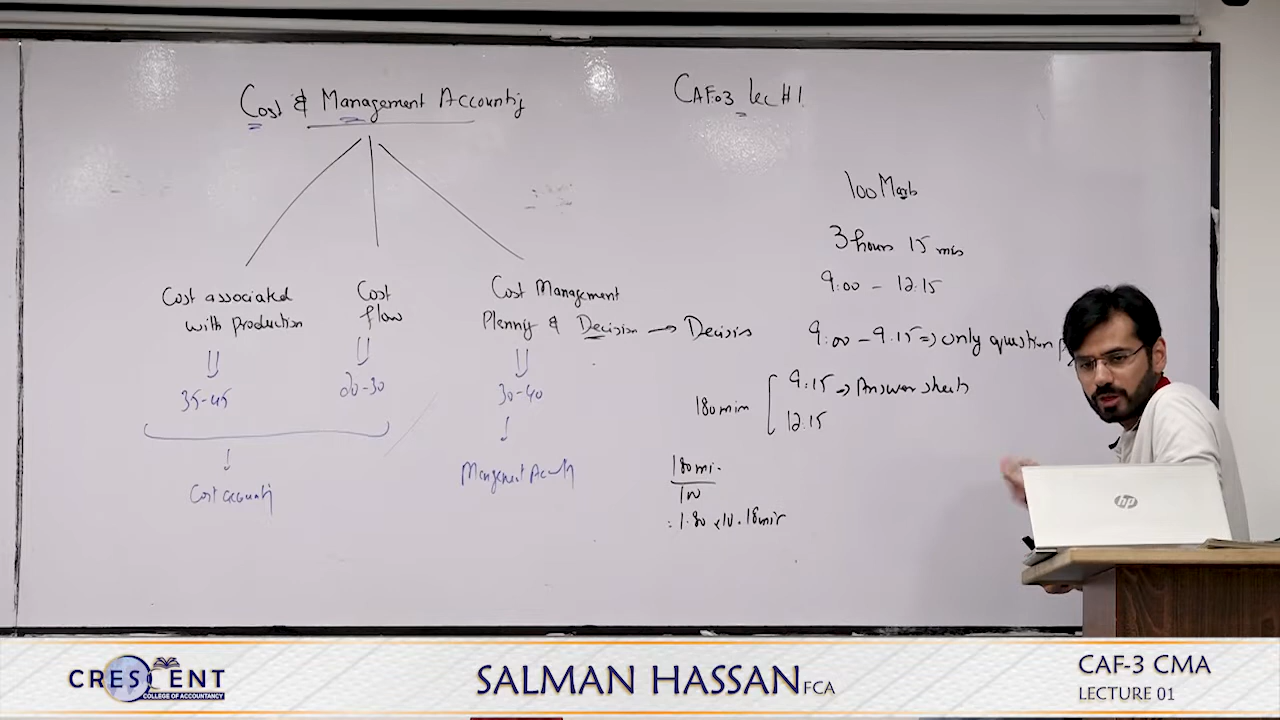 Cost & Management Accounting
CAF-03 Lec #1
Cost associated
with Production
35-45
Cost
flow
20-30
Cost Management
Planning & Decision → Decisions
30-40
Cost accounting
Management
100 Marks
3 hours 15 mins
9:00 - 12:15
9:00 - 9:15 => only question
180 min
9:15 => Answer sheets
12:15
180 min
100
1.80 × 10 = 18 min
hp
CRESCENT
COLLEGE OF ACCOUNTANCY
SALMAN HASSAN FCA
CAF-3 CMA
LECTURE 01